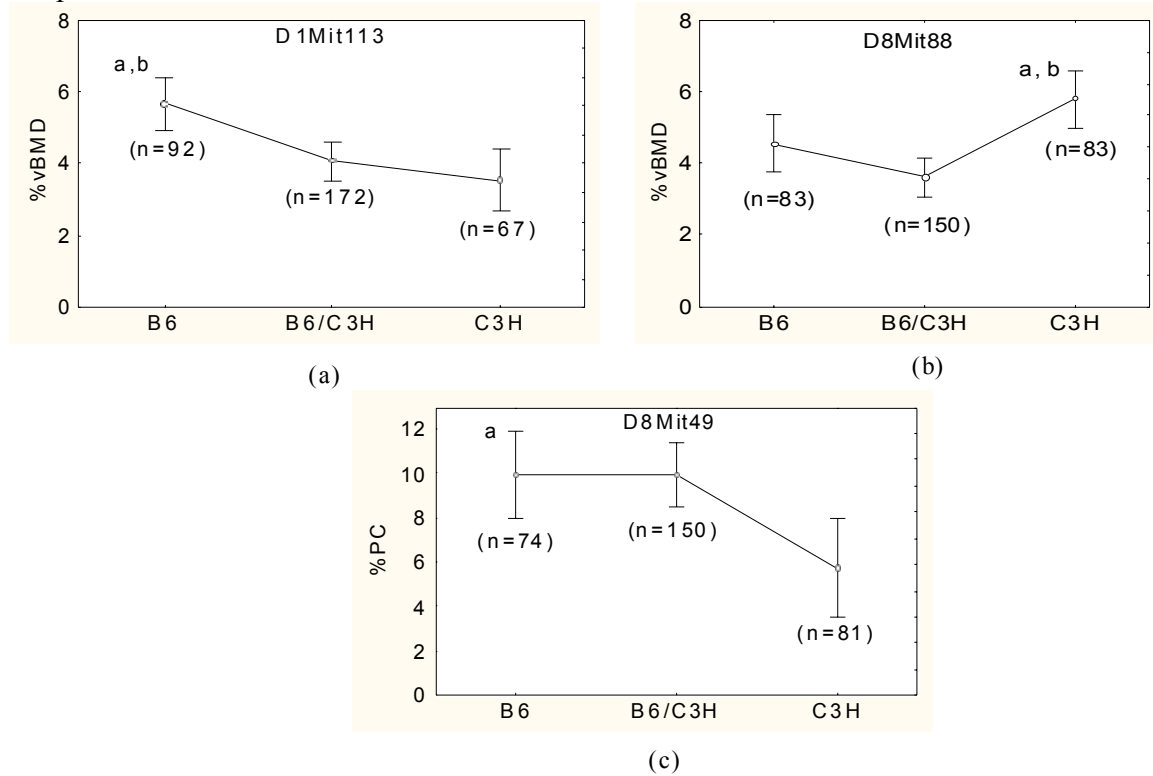 8
D1Mit113
a,b
6
(n=92)
%vBMD
4
(n=172)
(n=67)
2
0
B6
B6/C3H
C3H
(a)
8
D8Mit88
a, b
6
(n=83)
(n=83)
%vBMD
4
(n=150)
2
0
B6
B6/C3H
C3H
(b)
12
D8Mit49
a
10
(n=74)
(n=150)
8
%PC
6
4
(n=81)
2
0
B6
B6/C3H
C3H
(c)